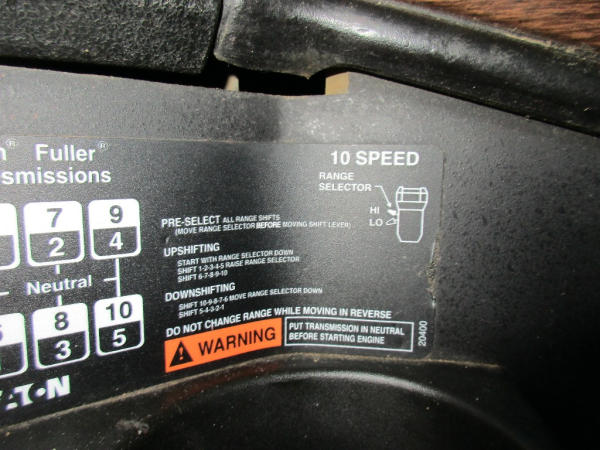 Fuller®
10 SPEED
RANGE
SELECTOR
HI
LO
7 9
2 4
Neutral
8 10
3 5
PRE-SELECT ALL RANGE SHIFTS
(MOVE RANGE SELECTOR BEFORE MOVING SHIFT LEVER)
UPSHIFTING
START WITH RANGE SELECTOR DOWN
SHIFT 1-2-3-4-5 RAISE RANGE SELECTOR
SHIFT 6-7-8-9-10
DOWNSHIFTING
SHIFT 10-9-8-7-6 MOVE RANGE SELECTOR DOWN
SHIFT 5-4-3-2-1
DO NOT CHANGE RANGE WHILE MOVING IN REVERSE
WARNING
PUT TRANSMISSION IN NEUTRAL
BEFORE STARTING ENGINE
20400